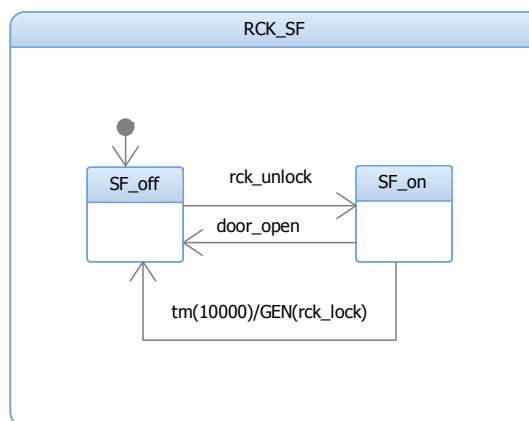 RCK_SF
SF_off
rck_unlock
SF_on
door_open
tm(10000)/GEN(rck_lock)